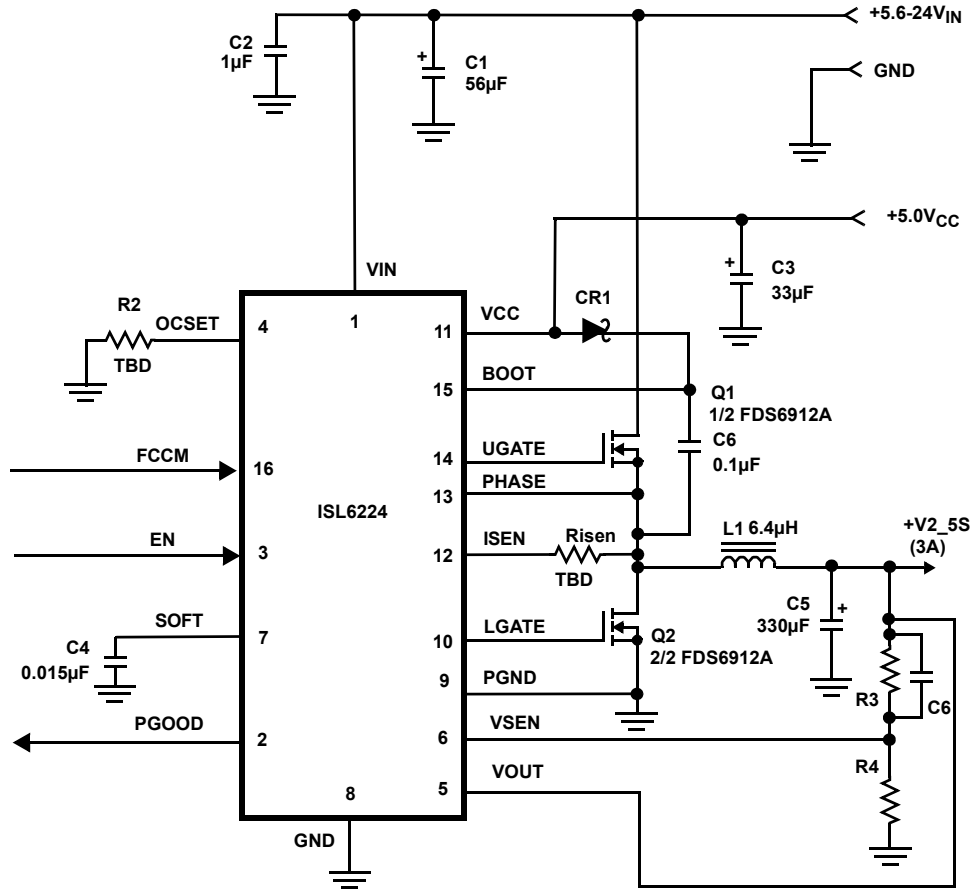 +5.6-24VIN
C2
1µF
C1
56µF
GND
+5.0VCC
C3
33µF
VIN
CR1
R2
OCSET
TBD
4
1
11
VCC
15
BOOT
Q1
1/2 FDS6912A
C6
0.1µF
FCCM
16
14
UGATE
13
PHASE
ISL6224
L1 6.4µH
+V2_5S
(3A)
EN
3
12
ISEN
Risen
TBD
SOFT
7
C4
0.015µF
10
LGATE
Q2
2/2 FDS6912A
C5
330µF
9
PGND
R3
C6
PGOOD
2
6
VSEN
R4
5
VOUT
8
GND